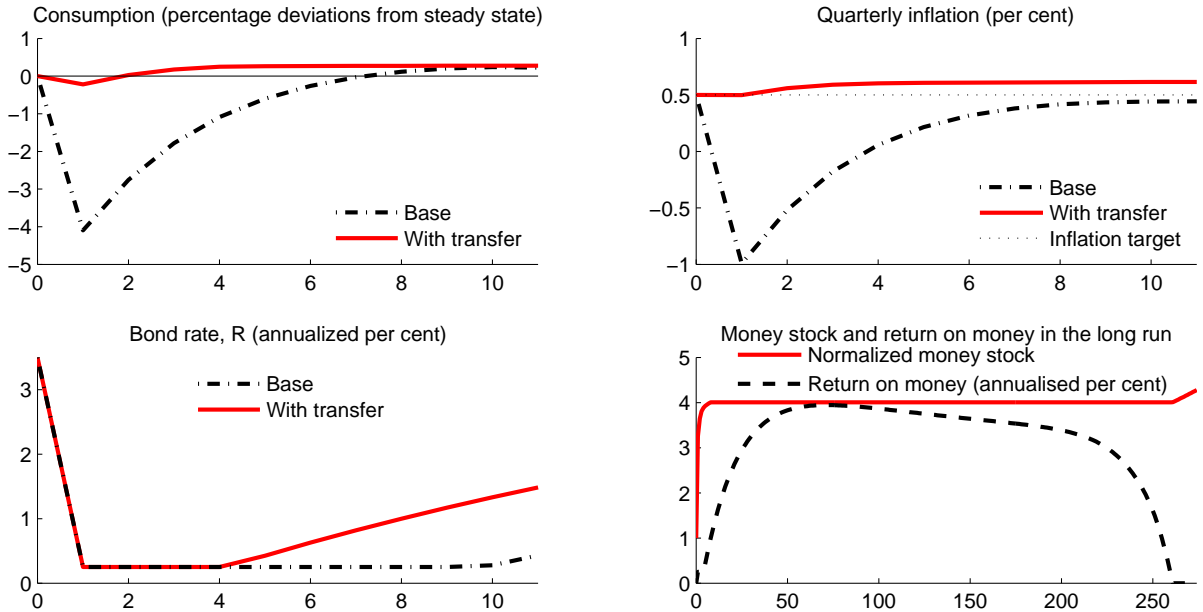 Consumption (percentage deviations from steady state)
1
0
−1
−2
−3
−4
−5
0 2 4 6 8 10
Base
With transfer
Quarterly inflation (per cent)
1
0.5
0
−0.5
−1
0 2 4 6 8 10
Base
With transfer
Inflation target
Bond rate, R (annualized per cent)
3
2
1
0
0 2 4 6 8 10
Base
With transfer
Money stock and return on money in the long run
5
4
3
2
1
0
0 50 100 150 200 250
Normalized money stock
Return on money (annualised per cent)